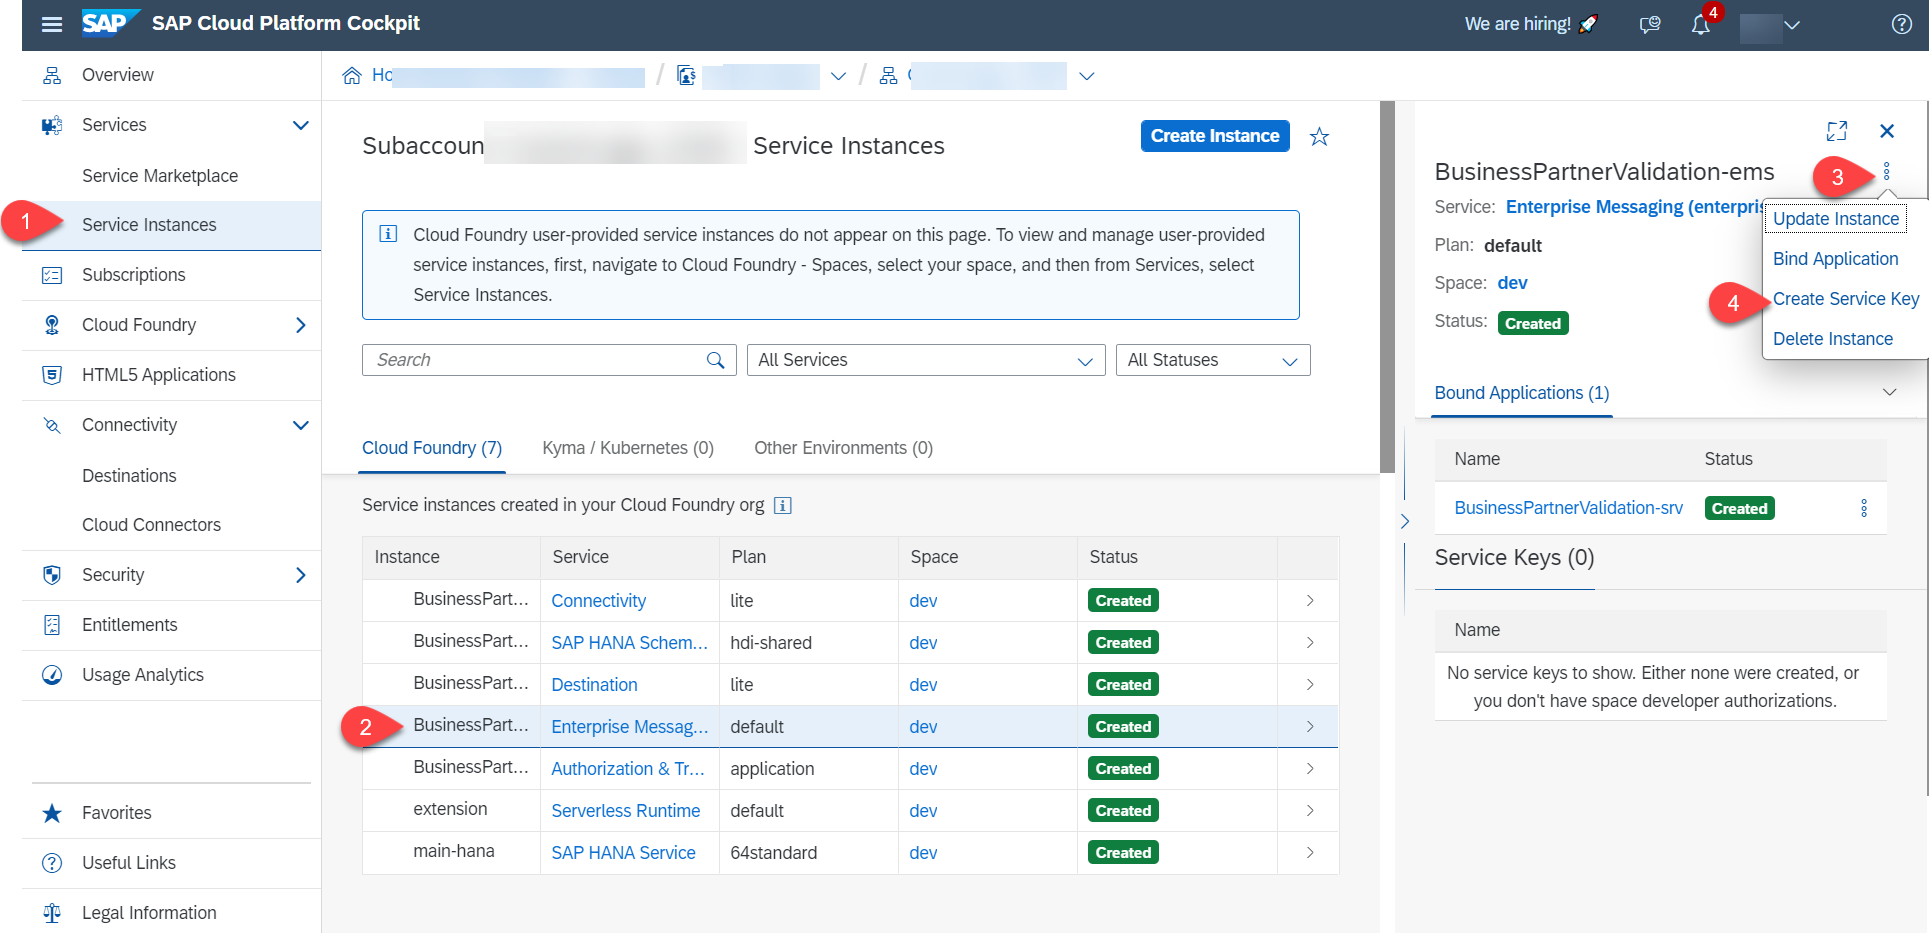 SAP SAP Cloud Platform Cockpit
We are hiring! 4
Overview
Services
Service Marketplace
1 Service Instances
Subscriptions
Cloud Foundry
HTML5 Applications
Connectivity
Destinations
Cloud Connectors
Security
Entitlements
Usage Analytics
Favorites
Useful Links
Legal Information
Service Instances
Create Instance
Cloud Foundry user-provided service instances do not appear on this page. To view and manage user-provided
service instances, first, navigate to Cloud Foundry - Spaces, select your space, and then from Services, select
Service Instances.
Search All Services All Statuses
Cloud Foundry (7) Kyma / Kubernetes (0) Other Environments (0)
Service instances created in your Cloud Foundry org
Instance Service Plan Space Status
BusinessPart... Connectivity lite dev Created
BusinessPart... SAP HANA Schem... hdi-shared dev Created
BusinessPart... Destination lite dev Created
2 BusinessPart... Enterprise Messag... default dev Created
BusinessPart... Authorization & Tr... application dev Created
extension Serverless Runtime default dev Created
main-hana SAP HANA Service 64standard dev Created
BusinessPartnerValidation-ems 3
Service: Enterprise Messaging (enterpris
Plan: default
Space: dev
Status: Created
Update Instance
Bind Application
4 Create Service Key
Delete Instance
Bound Applications (1)
Name Status
BusinessPartnerValidation-srv Created
Service Keys (0)
Name
No service keys to show. Either none were created, or
you don't have space developer authorizations.